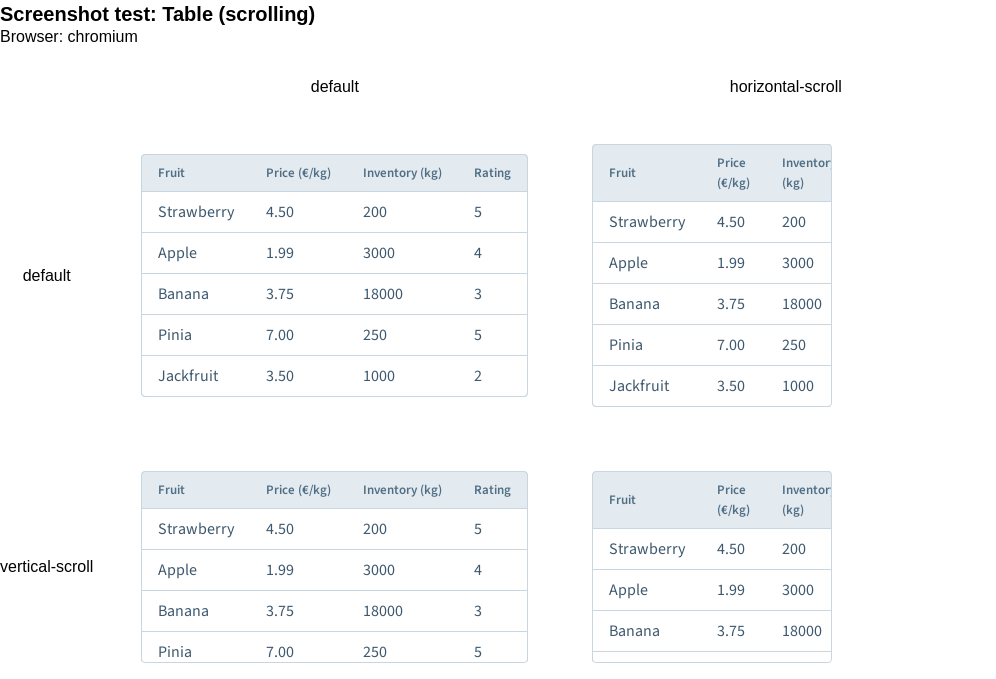 Screenshot test: Table (scrolling)
Browser: chromium
default horizontal-scroll
default
Fruit Price (€/kg) Inventory (kg) Rating
Strawberry 4.50 200 5
Apple 1.99 3000 4
Banana 3.75 18000 3
Pinia 7.00 250 5
Jackfruit 3.50 1000 2
Fruit Price (€/kg) Inventor (kg)
Strawberry 4.50 200
Apple 1.99 3000
Banana 3.75 18000
Pinia 7.00 250
Jackfruit 3.50 1000
vertical-scroll
Fruit Price (€/kg) Inventory (kg) Rating
Strawberry 4.50 200 5
Apple 1.99 3000 4
Banana 3.75 18000 3
Pinia 7.00 250 5
Fruit Price (€/kg) Inventor (kg)
Strawberry 4.50 200
Apple 1.99 3000
Banana 3.75 18000